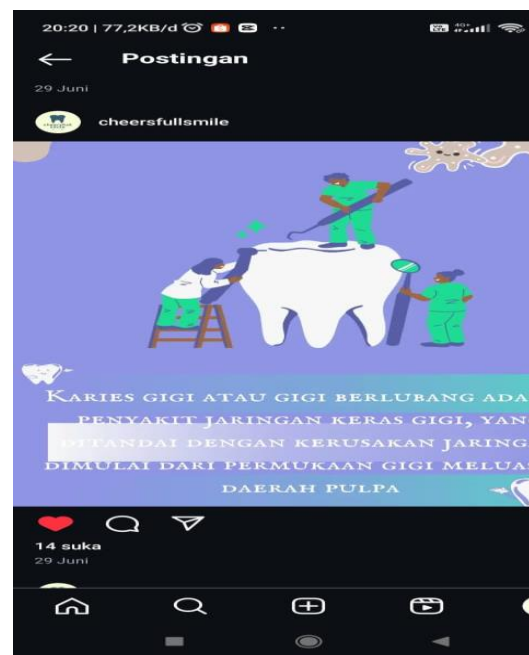 20:20 | 77,2KB/d
Postingan
29 Juni
cheersfullsmile
KARIES GIGI ATAU GIGI BERLUBANG ADA
PENYAKIT JARINGAN KERAS GIGI, YAN
DITANDAI DENGAN KERUSAKAN JARING
DIMULAI DARI PERMUKAAN GIGI MELUAS
DAERAH PULPA
14 suka
29 Juni